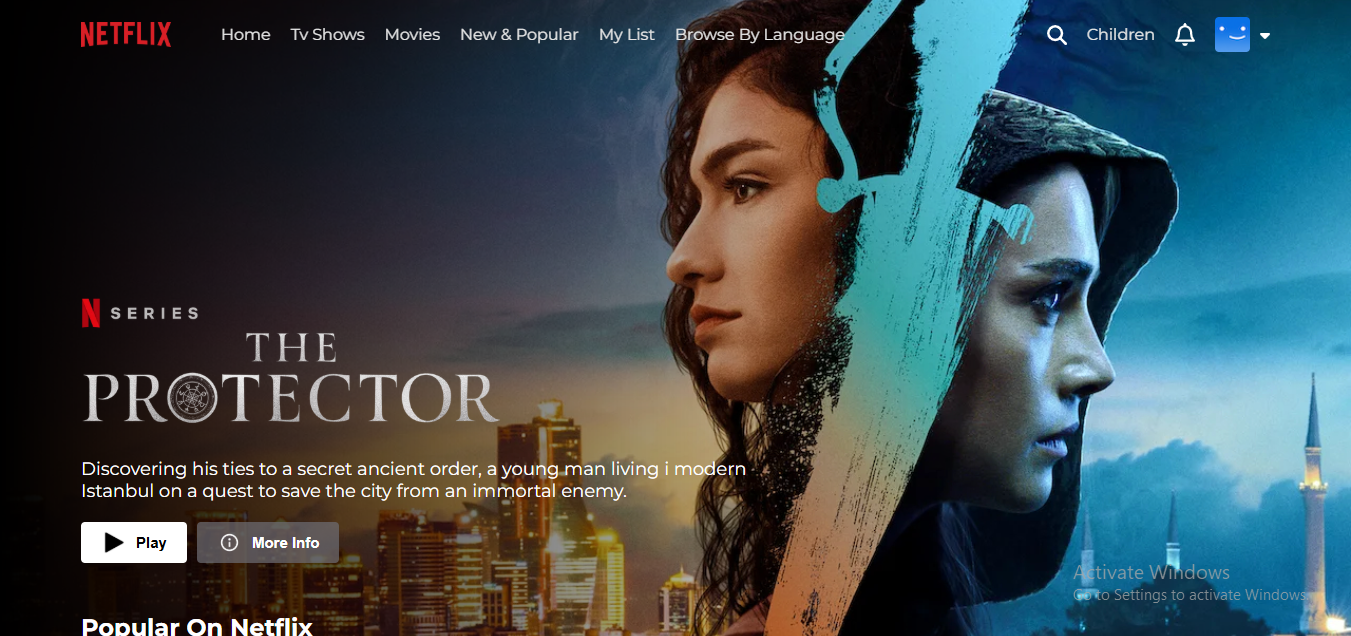 NETFLIX Home Tv Shows Movies New & Popular My List Browse By Language Children
N SERIES
THE
PROTECTOR
Discovering his ties to a secret ancient order, a young man living i modern
Istanbul on a quest to save the city from an immortal enemy.
Play More Info
Activate Windows
Go to Settings to activate Windows.
Popular On Netflix